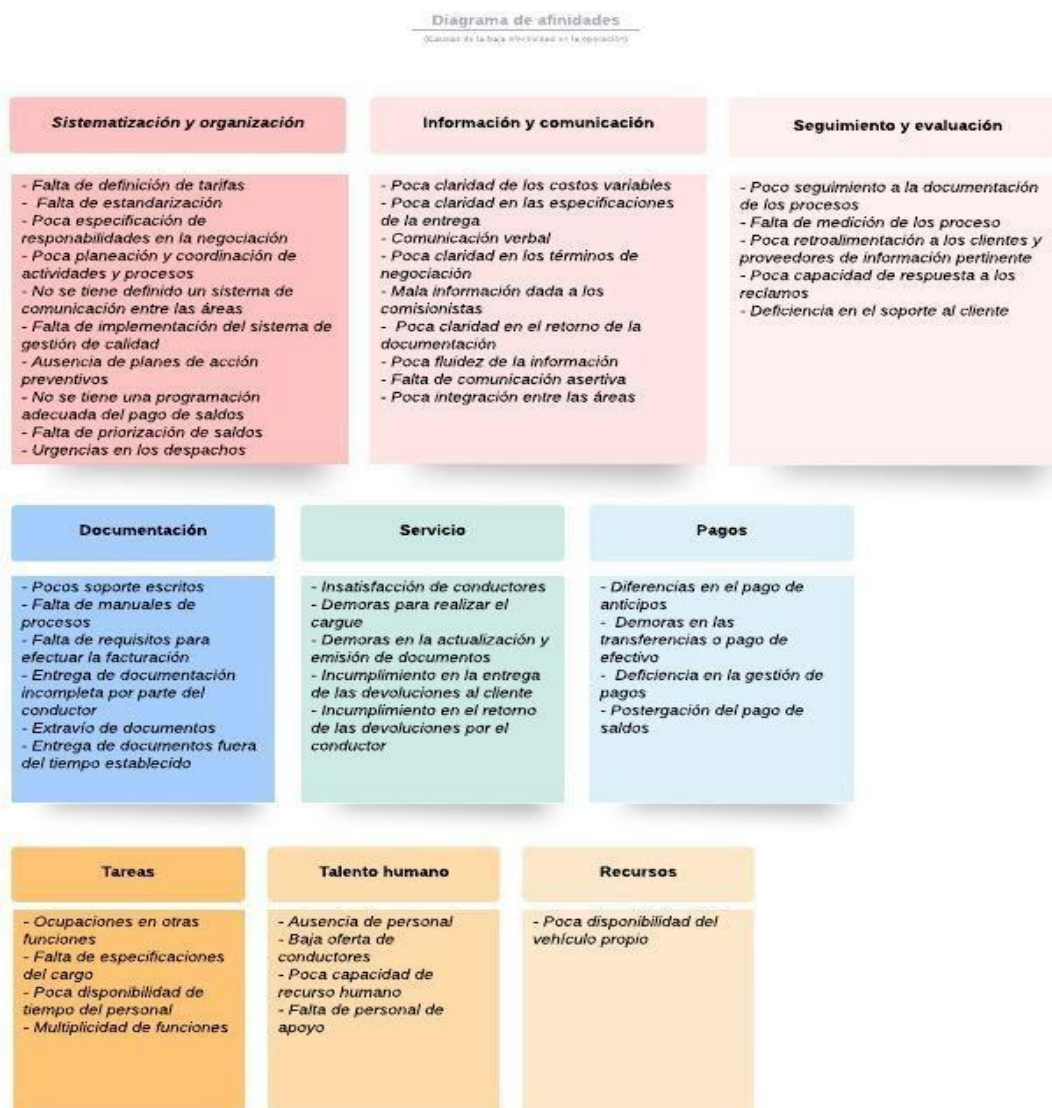 Diagrama de afinidades
(Causas de la baja efectividad en la operación)
Sistematización y organización
- Falta de definición de tarifas
- Falta de estandarización
- Poca especificación de
responabilidades en la negociación
- Poca planeación y coordinación de
actividades y procesos
- No se tiene definido un sistema de
comunicación entre las áreas
- Falta de implementación del sistema de
gestión de calidad
- Ausencia de planes de acción
preventivos
- No se tiene una programación
adecuada del pago de saldos
- Falta de priorización de saldos
- Urgencias en los despachos
Información y comunicación
- Poca claridad de los costos variables
- Poca claridad en las especificaciones
de la entrega
- Comunicación verbal
- Poca claridad en los términos de
negociación
- Mala información dada a los
comisionistas
- Poca claridad en el retorno de la
documentación
- Poca fluidez de la información
- Falta de comunicación asertiva
- Poca integración entre las áreas
Seguimiento y evaluación
- Poco seguimiento a la documentación
de los procesos
- Falta de medición de los proceso
- Poca retroalimentación a los clientes y
proveedores de información pertinente
- Poca capacidad de respuesta a los
reclamos
- Deficiencia en el soporte al cliente
Documentación
- Pocos soporte escritos
- Falta de manuales de
procesos
- Falta de requisitos para
efectuar la facturación
- Entrega de documentación
incompleta por parte del
conductor
- Extravío de documentos
- Entrega de documentos fuera
del tiempo establecido
Servicio
- Insatisfacción de conductores
- Demoras para realizar el
cargue
- Demoras en la actualización y
emisión de documentos
- Incumplimiento en la entrega
de las devoluciones al cliente
- Incumplimiento en el retorno
de las devoluciones por el
conductor
Pagos
- Diferencias en el pago de
anticipos
- Demoras en las
transferencias o pago de
efectivo
- Deficiencia en la gestión de
pagos
- Postergación del pago de
saldos
Tareas
- Ocupaciones en otras
funciones
- Falta de especificaciones
del cargo
- Poca disponibilidad de
tiempo del personal
- Multiplicidad de funciones
Talento humano
- Ausencia de personal
- Baja oferta de
conductores
- Poca capacidad de
recurso humano
- Falta de personal de
apoyo
Recursos
- Poca disponibilidad del
vehículo propio